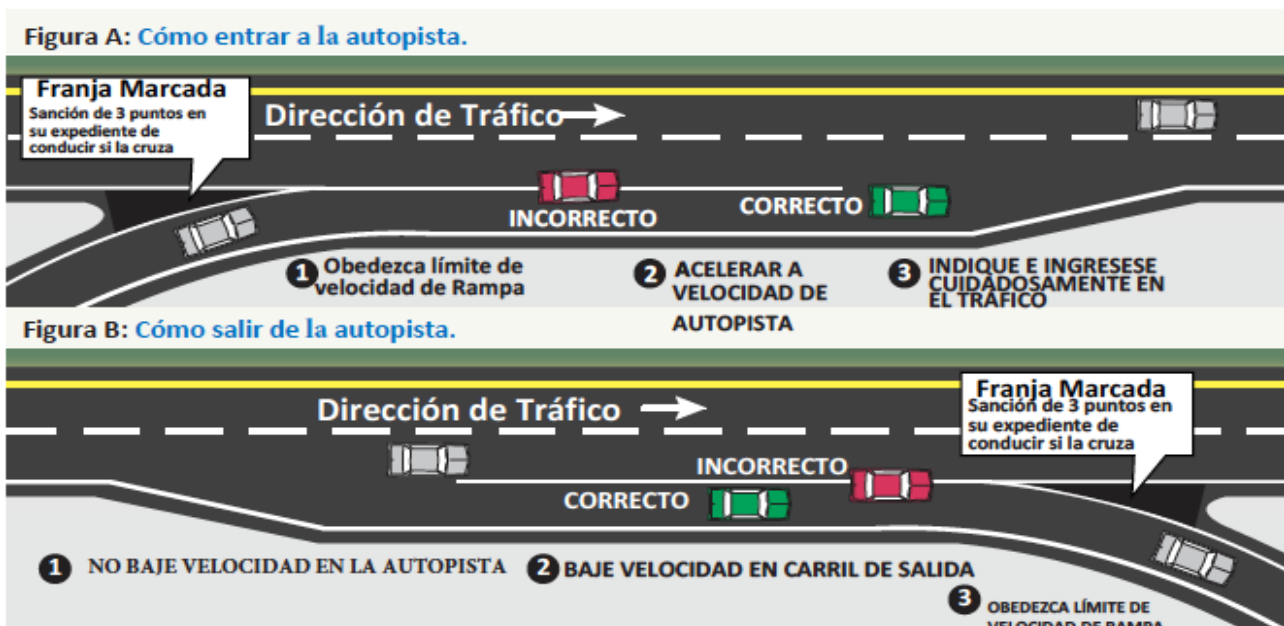 Figura A: Cómo entrar a la autopista.
Franja Marcada
Sanción de 3 puntos en
su expediente de
conducir si la cruza
Dirección de Tráfico
INCORRECTO
CORRECTO
1 Obedezca límite de
velocidad de Rampa
2 ACELERAR A
VELOCIDAD DE
AUTOPISTA
3 INDIQUE E INGRESESE
CUIDADOSAMENTE EN
EL TRÁFICO
Figura B: Cómo salir de la autopista.
Dirección de Tráfico
Franja Marcada
Sanción de 3 puntos en
su expediente de
conducir si la cruza
INCORRECTO
CORRECTO
1 NO BAJE VELOCIDAD EN LA AUTOPISTA
2 BAJE VELOCIDAD EN CARRIL DE SALIDA
3 OBEDEZCA LÍMITE DE
VELOCIDAD DE RAMPA